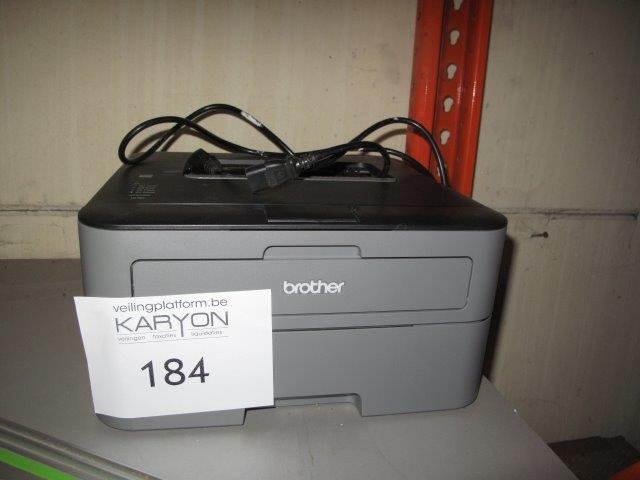 brother
veilingplatform.be
KARYON
veilingen taxaties liquidaties
184